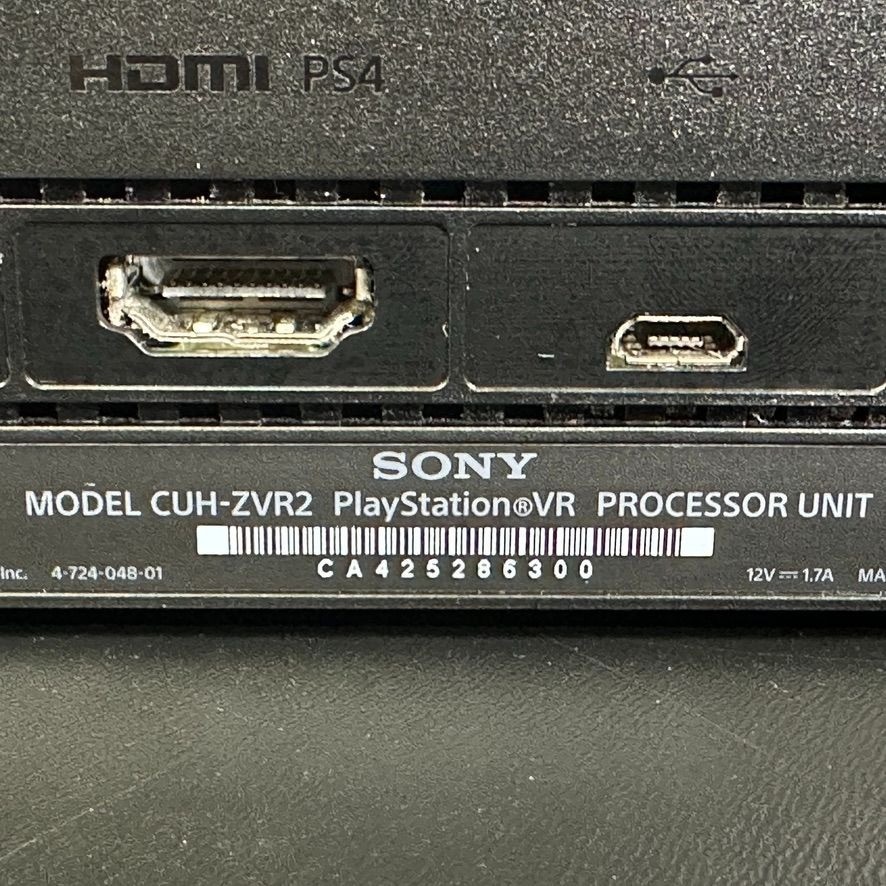 HDMI PS4
SONY
MODEL CUH-ZVR2 PlayStation®VR PROCESSOR UNIT
CA425286300
Inc. 4-724-048-01 12V⎓1.7A MA